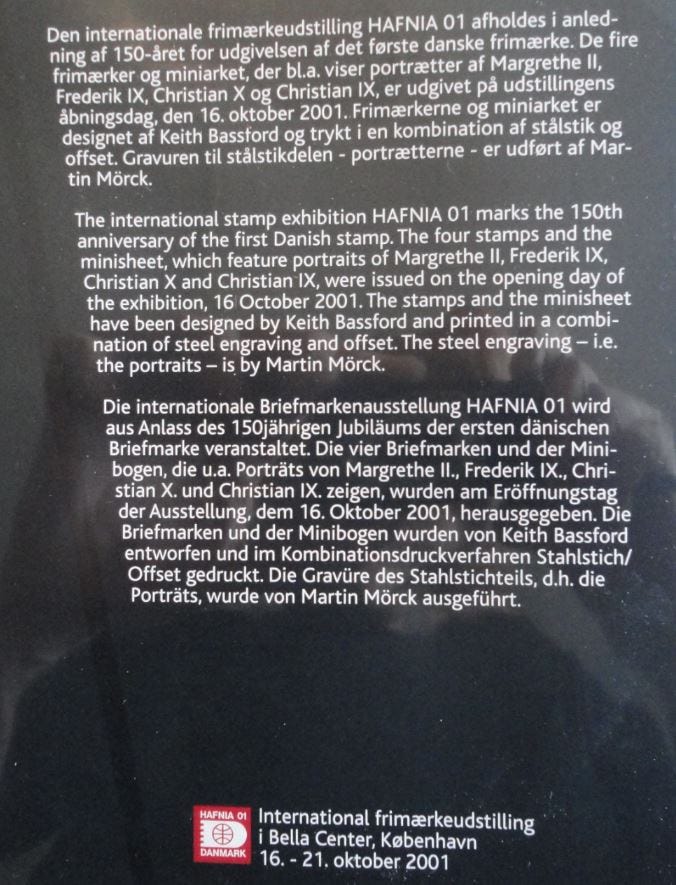 Den internationale frimærkeudstilling HAFNIA 01 afholdes i anled-
ning af 150-året for udgivelsen af det første danske frimærke. De fire
frimærker og miniarket, der bl.a. viser portrætter af Margrethe II,
Frederik IX, Christian X og Christian IX, er udgivet på udstillingens
åbningsdag, den 16. oktober 2001. Frimærkerne og miniarket er
designet af Keith Bassford og trykt i en kombination af stålstik og
offset. Gravuren til stålstikdelen - portrætterne - er udført af Mar-
tin Mörck.
The international stamp exhibition HAFNIA 01 marks the 150th
anniversary of the first Danish stamp. The four stamps and the
minisheet, which feature portraits of Margrethe II, Frederik IX,
Christian X and Christian IX, were issued on the opening day of
the exhibition, 16 October 2001. The stamps and the minisheet
have been designed by Keith Bassford and printed in a combi-
nation of steel engraving and offset. The steel engraving – i.e.
the portraits – is by Martin Mörck.
Die internationale Briefmarkenausstellung HAFNIA 01 wird
aus Anlass des 150jährigen Jubiläums der ersten dänischen
Briefmarke veranstaltet. Die vier Briefmarken und der Mini-
bogen, die u.a. Porträts von Margrethe II., Frederik IX., Chri-
stian X. und Christian IX. zeigen, wurden am Eröffnungstag
der Ausstellung, dem 16. Oktober 2001, herausgegeben. Die
Briefmarken und der Minibogen wurden von Keith Bassford
entworfen und im Kombinationsdruckverfahren Stahlstich/
Offset gedruckt. Die Gravüre des Stahlstichteils, d.h. die
Porträts, wurde von Martin Mörck ausgeführt.
HAFNIA 01
DANMARK
International frimærkeudstilling
i Bella Center, København
16. - 21. oktober 2001